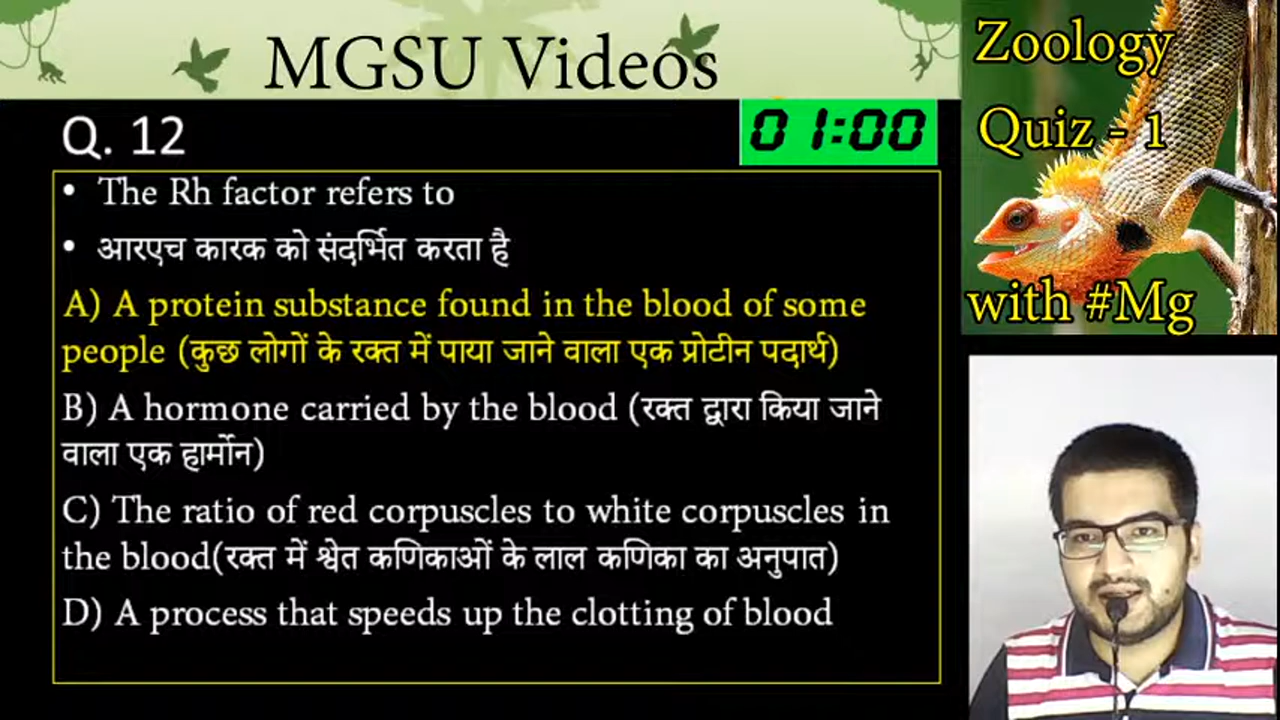 MGSU Videos
Zoology
Quiz - 1
with #Mg
Q. 12
01:00
• The Rh factor refers to
• आरएच कारक को संदर्भित करता है
A) A protein substance found in the blood of some
people (कुछ लोगों के रक्त में पाया जाने वाला एक प्रोटीन पदार्थ)
B) A hormone carried by the blood (रक्त द्वारा किया जाने
वाला एक हार्मोन)
C) The ratio of red corpuscles to white corpuscles in
the blood(रक्त में श्वेत कणिकाओं के लाल कणिका का अनुपात)
D) A process that speeds up the clotting of blood